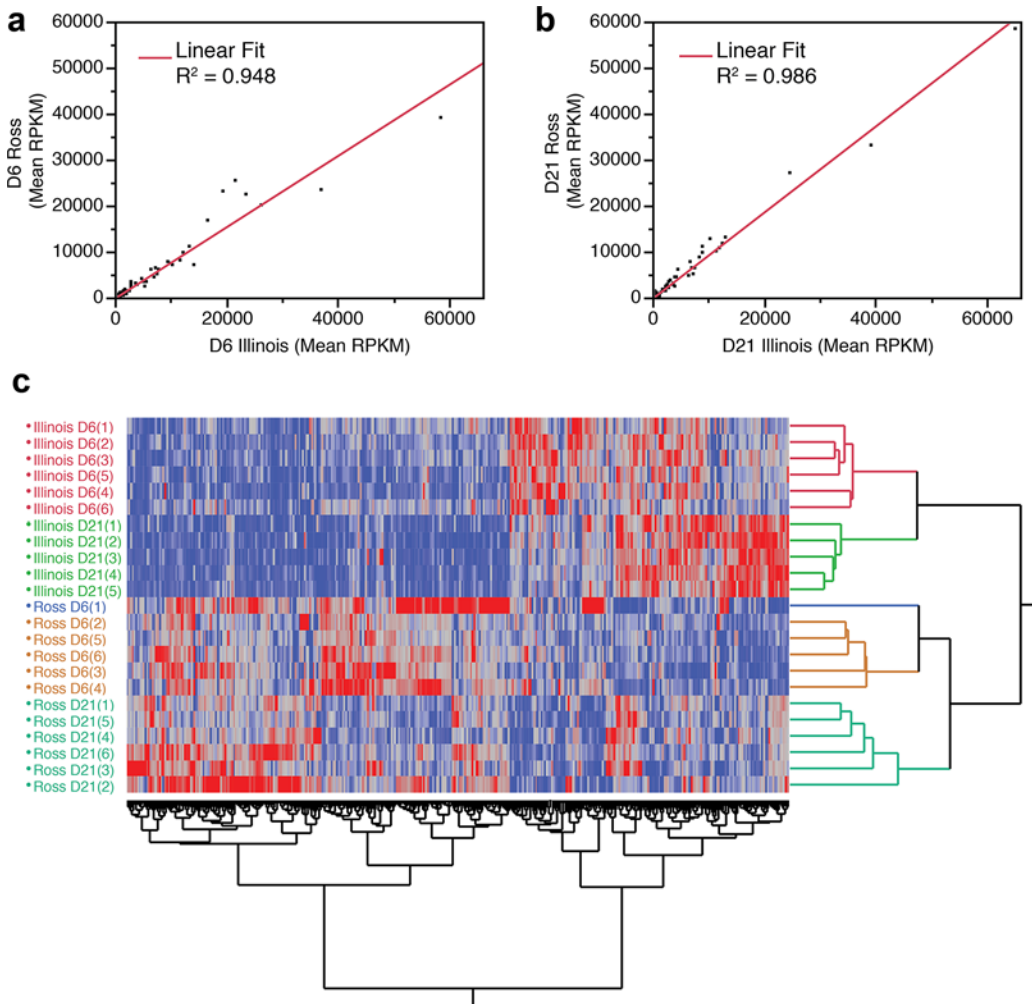 a
60000
50000
40000
30000
20000
10000
0
D6 Ross
(Mean RPKM)
Linear Fit
R² = 0.948
0
20000
40000
60000
D6 Illinois (Mean RPKM)
b
60000
50000
40000
30000
20000
10000
0
D21 Ross
(Mean RPKM)
Linear Fit
R² = 0.986
0
20000
40000
60000
D21 Illinois (Mean RPKM)
c
Illinois D6(1)
Illinois D6(2)
Illinois D6(3)
Illinois D6(5)
Illinois D6(4)
Illinois D6(6)
Illinois D21(1)
Illinois D21(2)
Illinois D21(3)
Illinois D21(4)
Illinois D21(5)
Ross D6(1)
Ross D6(2)
Ross D6(5)
Ross D6(6)
Ross D6(3)
Ross D6(4)
Ross D21(1)
Ross D21(5)
Ross D21(4)
Ross D21(6)
Ross D21(3)
Ross D21(2)